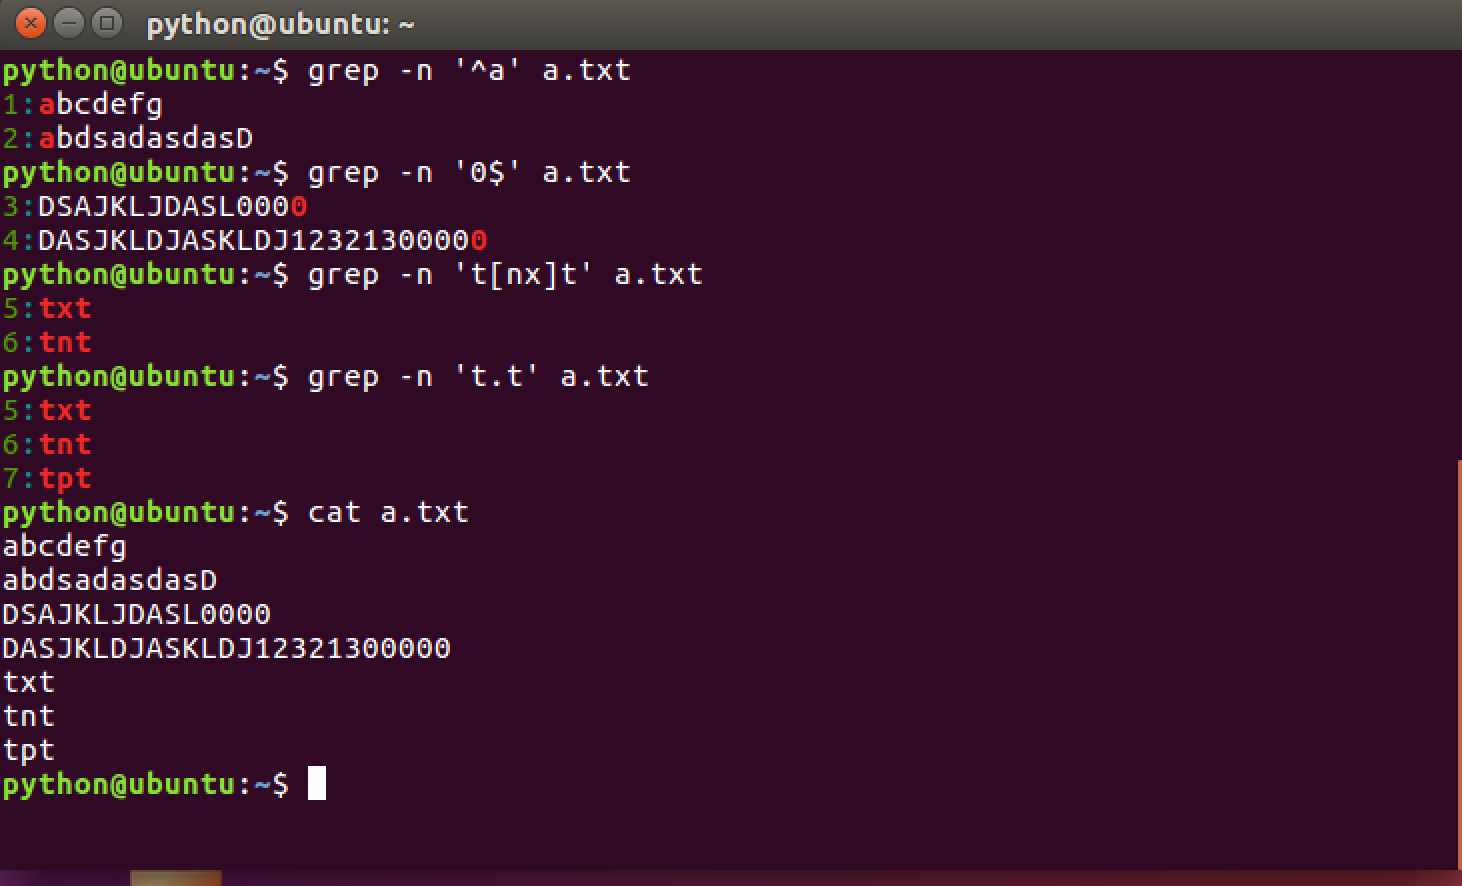 python@ubuntu: ~
python@ubuntu:~$ grep -n '^a' a.txt
1:abcdefg
2:abdsadasdasD
python@ubuntu:~$ grep -n '0$' a.txt
3:DSAJKLJDASL0000
4:DASJKLDJASKLDJ12321300000
python@ubuntu:~$ grep -n 't[nx]t' a.txt
5:txt
6:tnt
python@ubuntu:~$ grep -n 't.t' a.txt
5:txt
6:tnt
7:tpt
python@ubuntu:~$ cat a.txt
abcdefg
abdsadasdasD
DSAJKLJDASL0000
DASJKLDJASKLDJ12321300000
txt
tnt
tpt
python@ubuntu:~$